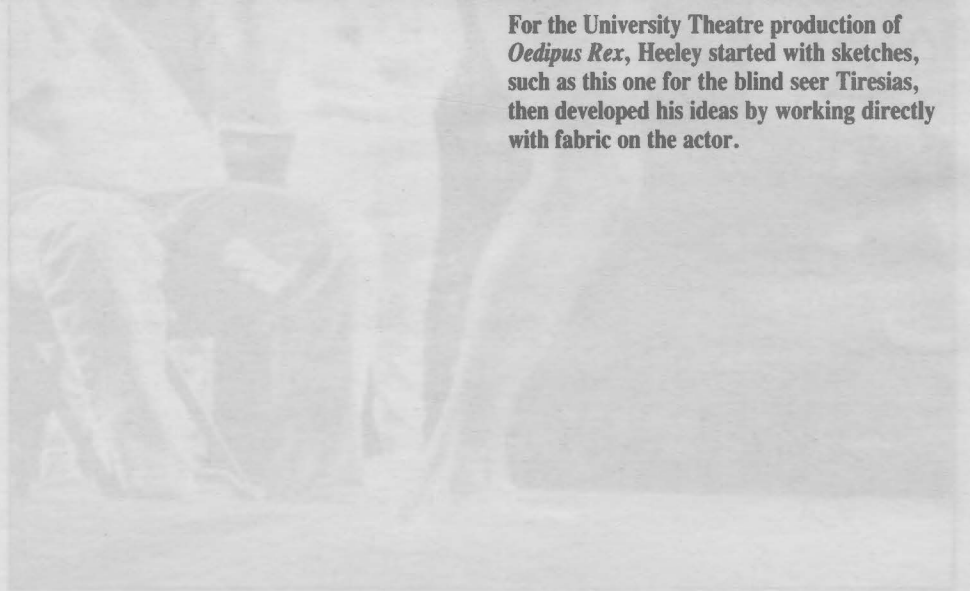 For the University Theatre production of
Oedipus Rex, Heeley started with sketches,
such as this one for the blind seer Tiresias,
then developed his ideas by working directly
with fabric on the actor.